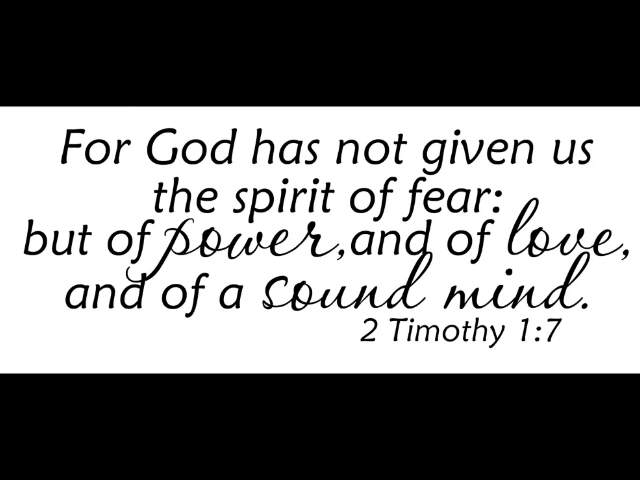 For God has not given us
the spirit of fear:
but of power, and of love,
and of a sound mind.
2 Timothy 1:7